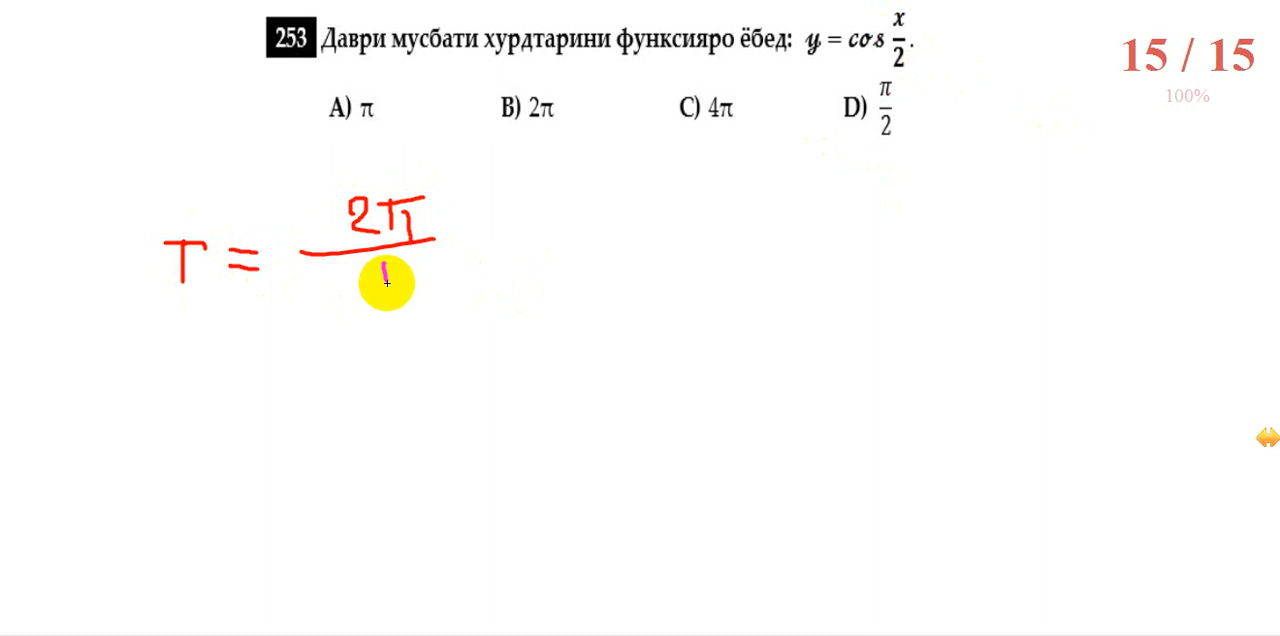 253 Даври мусбати хурдтарини функсияро ёбед: y = cos x/2.
15 / 15
100%
A) π B) 2π C) 4π D) π/2
T = 2π/1